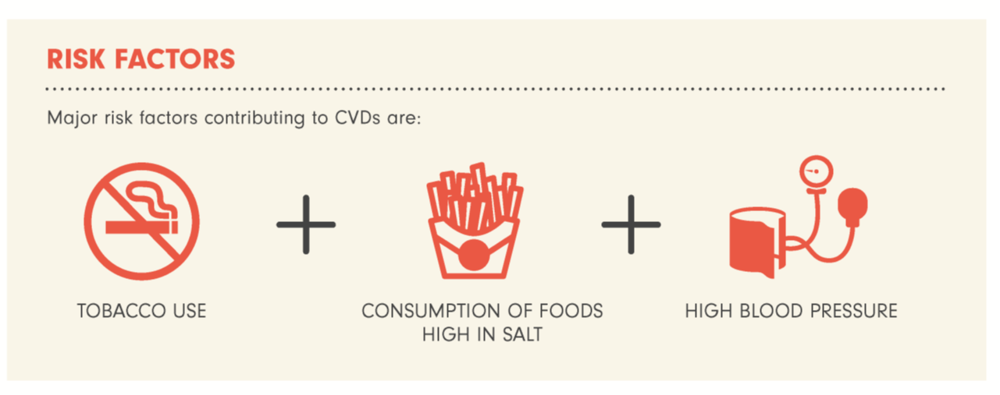 RISK FACTORS
Major risk factors contributing to CVDs are:
TOBACCO USE
CONSUMPTION OF FOODS
HIGH IN SALT
HIGH BLOOD PRESSURE